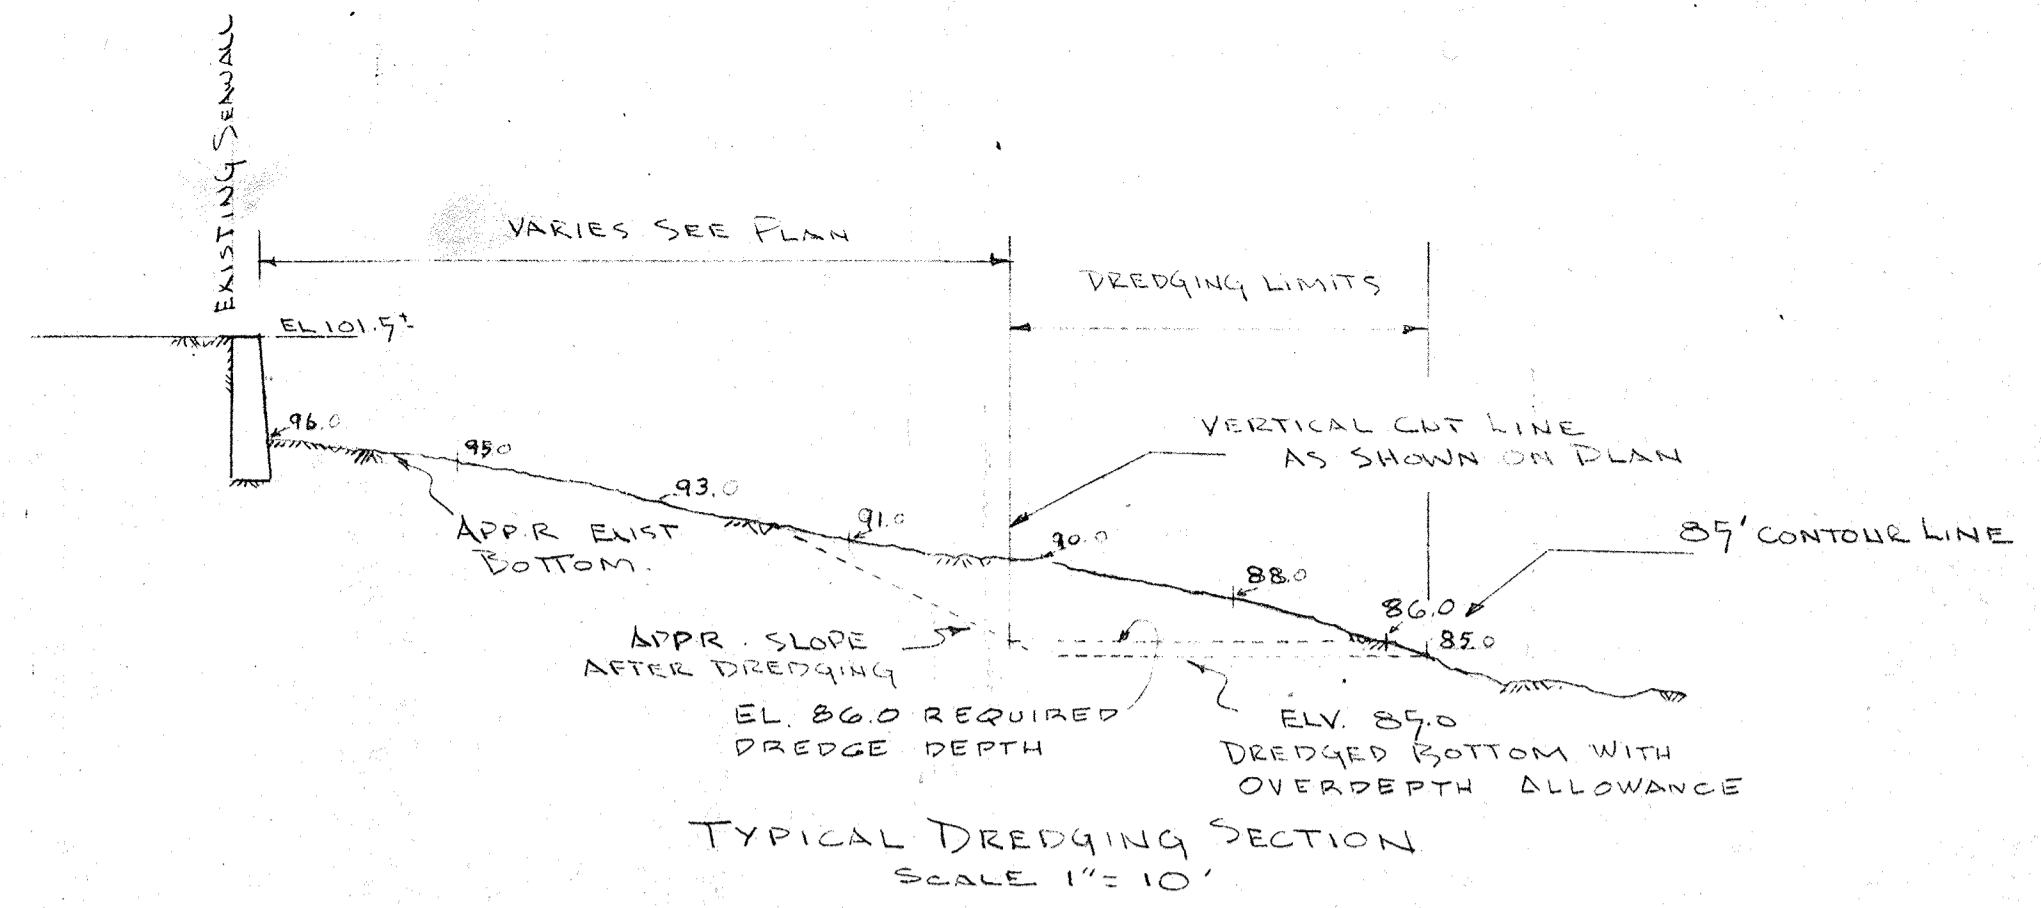 EXISTING SEAWALL
VARIES SEE PLAN
DREDGING LIMITS
EL 101.5±
96.0
95.0
93.0
91.0
90.0
88.0
86.0
85.0
VERTICAL CUT LINE
AS SHOWN ON PLAN
85' CONTOUR LINE
APP.R EXIST
BOTTOM.
APP.R. SLOPE
AFTER DREDGING
EL. 86.0 REQUIRED
DREDGE DEPTH
ELV. 85.0
DREDGED BOTTOM WITH
OVERDEPTH ALLOWANCE
TYPICAL DREDGING SECTION
SCALE 1"=10'